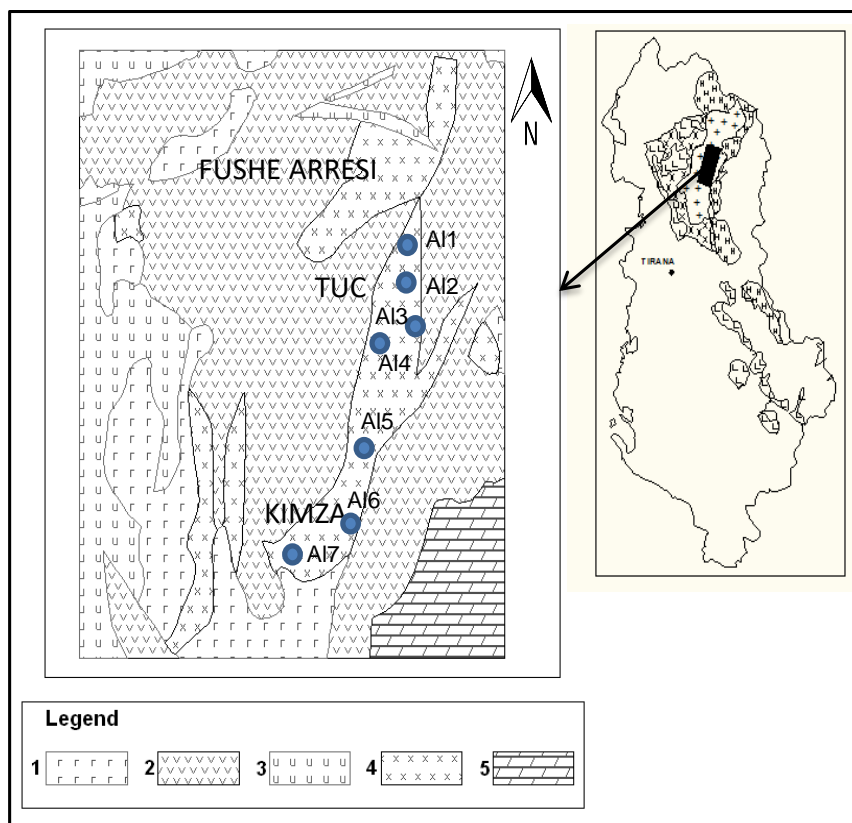 FUSHE ARRESI
N
Al1
TUC
Al2
Al3
Al4
Al5
Al6
KIMZA
Al7
TIRANA
Legend
1
2
3
4
5